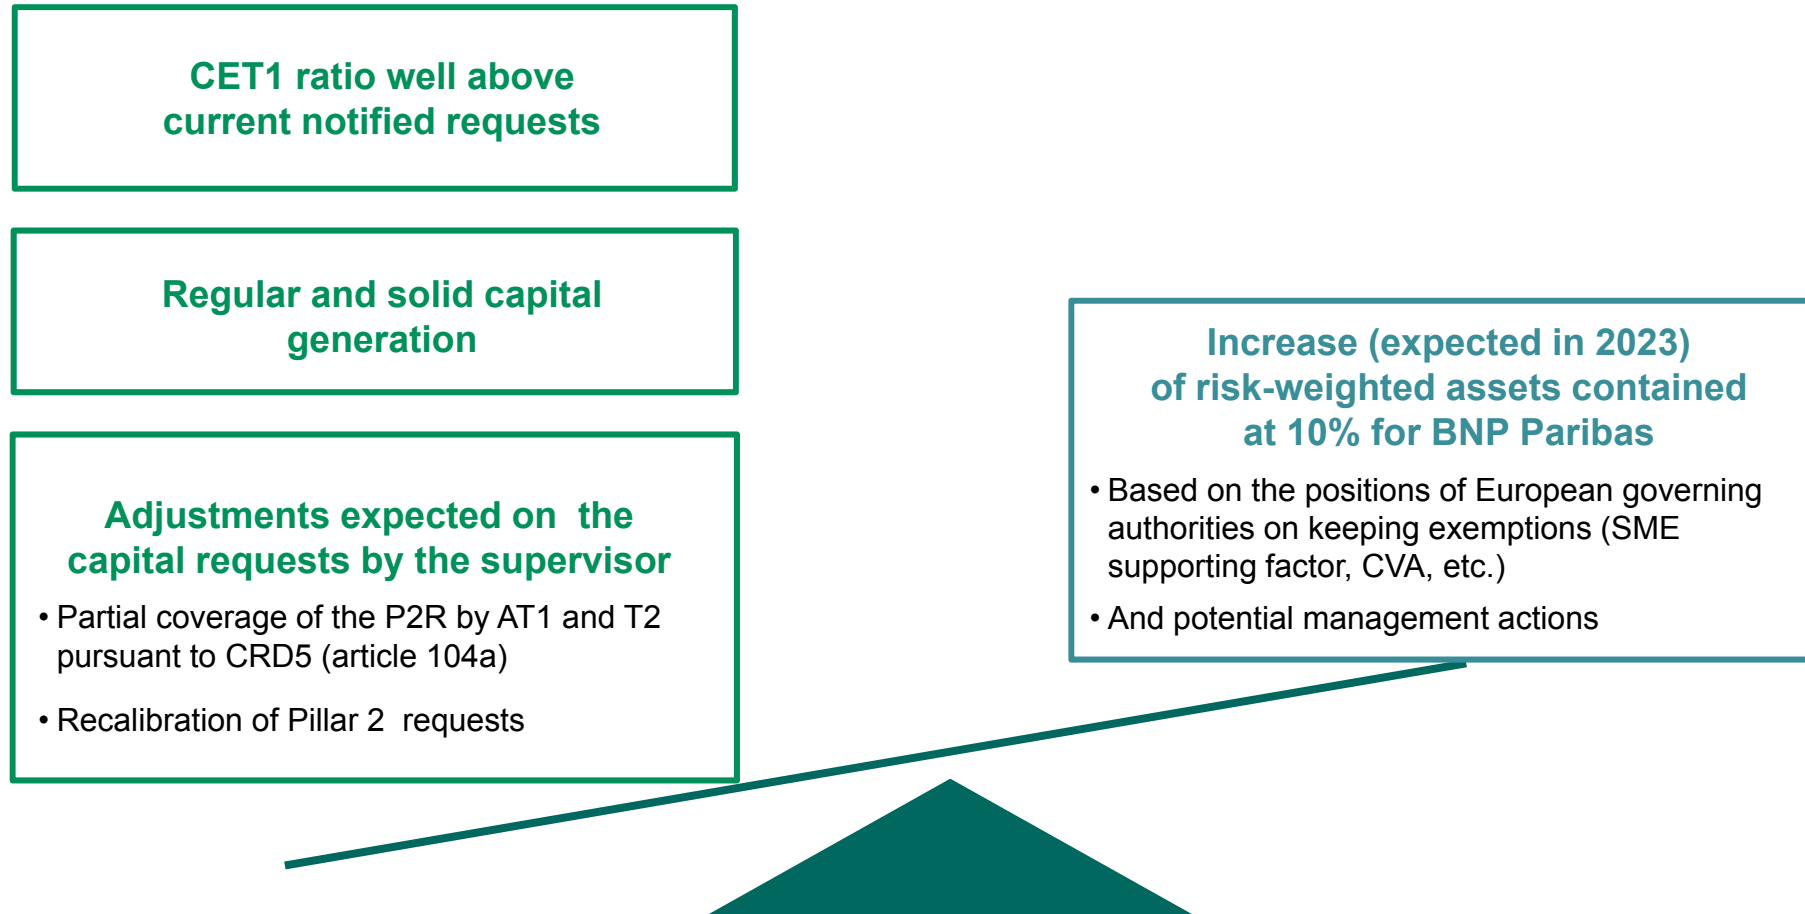 CET1 ratio well above
current notified requests
Regular and solid capital
generation
Adjustments expected on the
capital requests by the supervisor
• Partial coverage of the P2R by AT1 and T2
pursuant to CRD5 (article 104a)
• Recalibration of Pillar 2 requests
Increase (expected in 2023)
of risk-weighted assets contained
at 10% for BNP Paribas
• Based on the positions of European governing
authorities on keeping exemptions (SME
supporting factor, CVA, etc.)
• And potential management actions